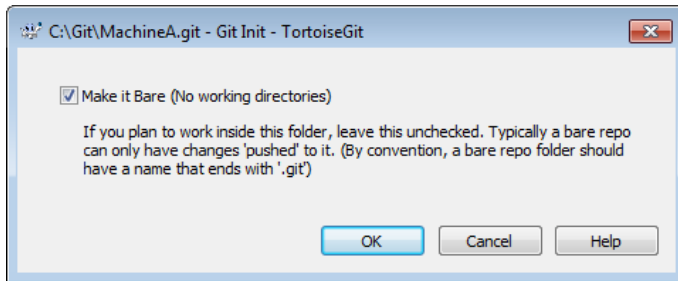 C:\Git\MachineA.git - Git Init - TortoiseGit
Make it Bare (No working directories)
If you plan to work inside this folder, leave this unchecked. Typically a bare repo
can only have changes 'pushed' to it. (By convention, a bare repo folder should
have a name that ends with '.git')
OK Cancel Help